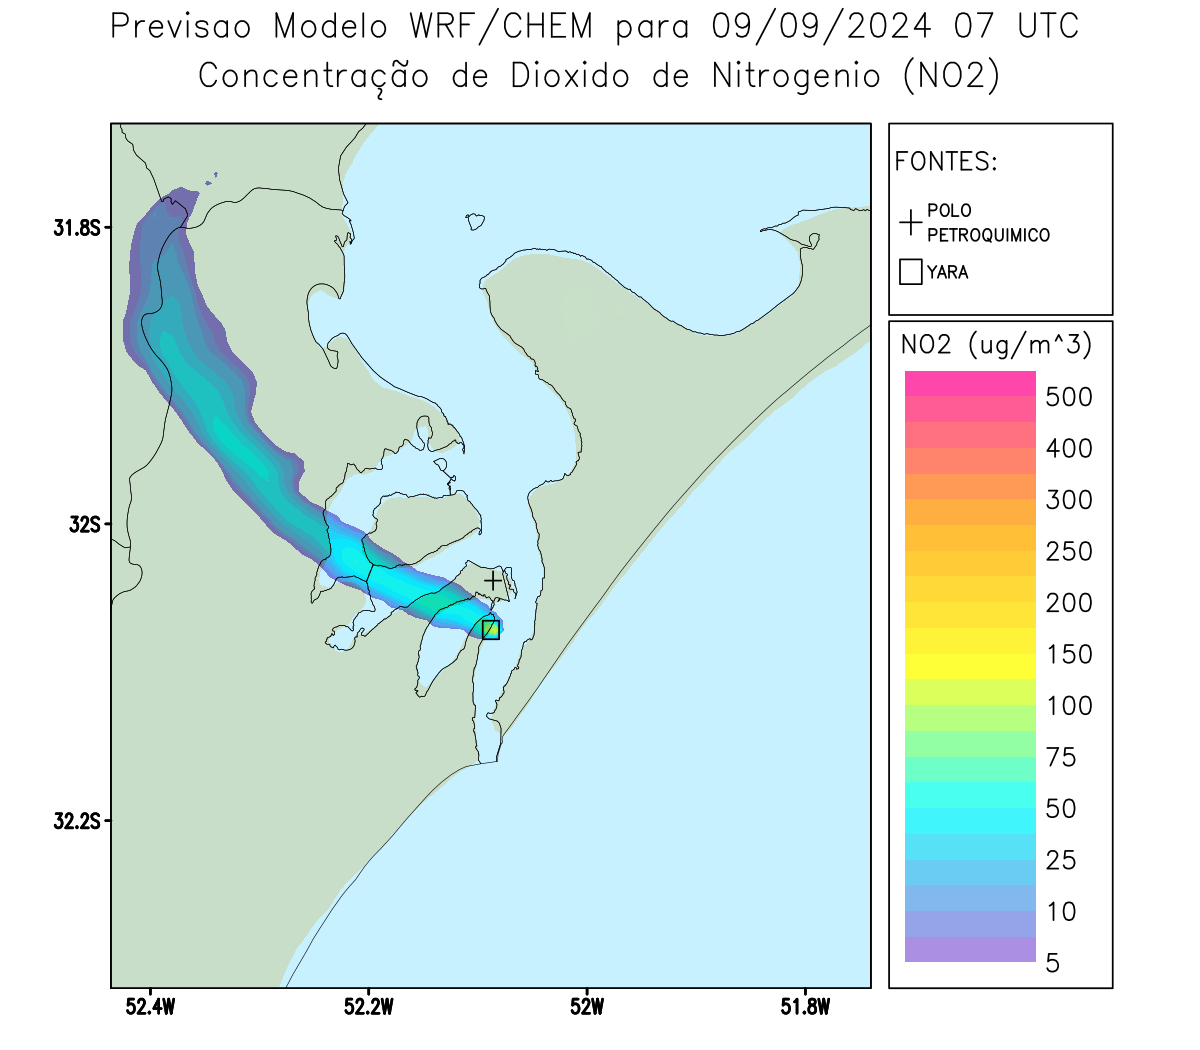 Previsao Modelo WRF/CHEM para 09/09/2024 07 UTC
Concentração de Dioxido de Nitrogenio (NO2)
FONTES:
POLO
PETROQUIMICO
YARA
NO2 (ug/m^3)
500
400
300
250
200
150
100
75
50
25
10
5
31.8S
32S
32.2S
52.4W
52.2W
52W
51.8W